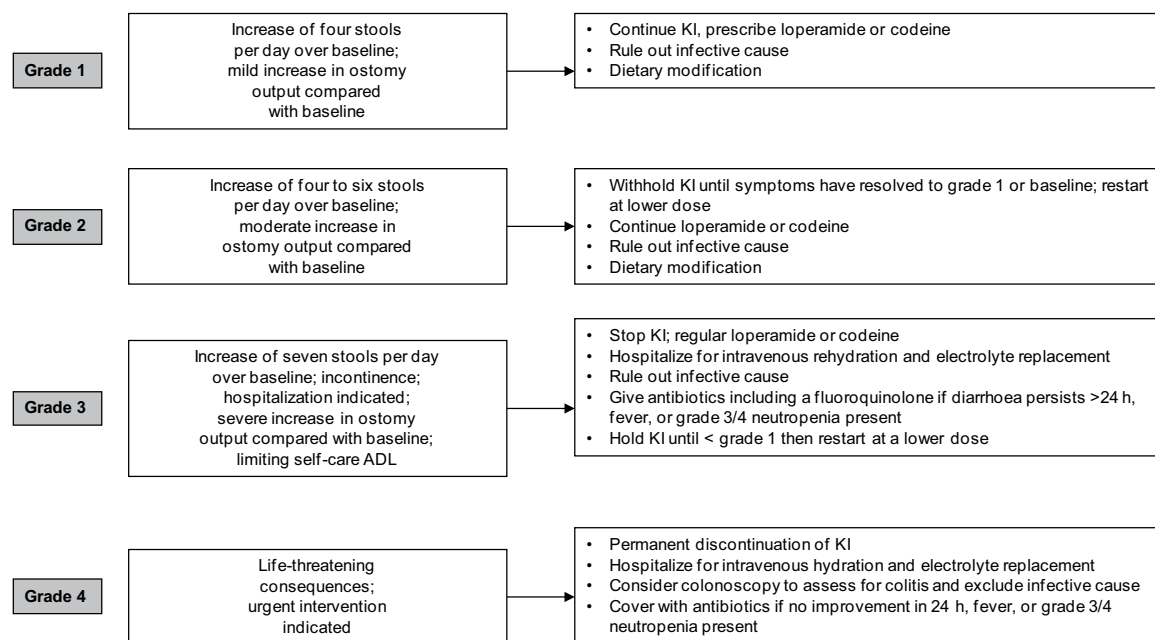 Grade 1
Increase of four stools
per day over baseline;
mild increase in ostomy
output compared
with baseline
• Continue KI, prescribe loperamide or codeine
• Rule out infective cause
• Dietary modification
Grade 2
Increase of four to six stools
per day over baseline;
moderate increase in
ostomy output compared
with baseline
• Withhold KI until symptoms have resolved to grade 1 or baseline; restart
at lower dose
• Continue loperamide or codeine
• Rule out infective cause
• Dietary modification
Grade 3
Increase of seven stools per day
over baseline; incontinence;
hospitalization indicated;
severe increase in ostomy
output compared with baseline;
limiting self-care ADL
• Stop KI; regular loperamide or codeine
• Hospitalize for intravenous rehydration and electrolyte replacement
• Rule out infective cause
• Give antibiotics including a fluoroquinolone if diarrhoea persists >24 h,
fever, or grade 3/4 neutropenia present
• Hold KI until < grade 1 then restart at a lower dose
Grade 4
Life-threatening
consequences;
urgent intervention
indicated
• Permanent discontinuation of KI
• Hospitalize for intravenous hydration and electrolyte replacement
• Consider colonoscopy to assess for colitis and exclude infective cause
• Cover with antibiotics if no improvement in 24 h, fever, or grade 3/4
neutropenia present